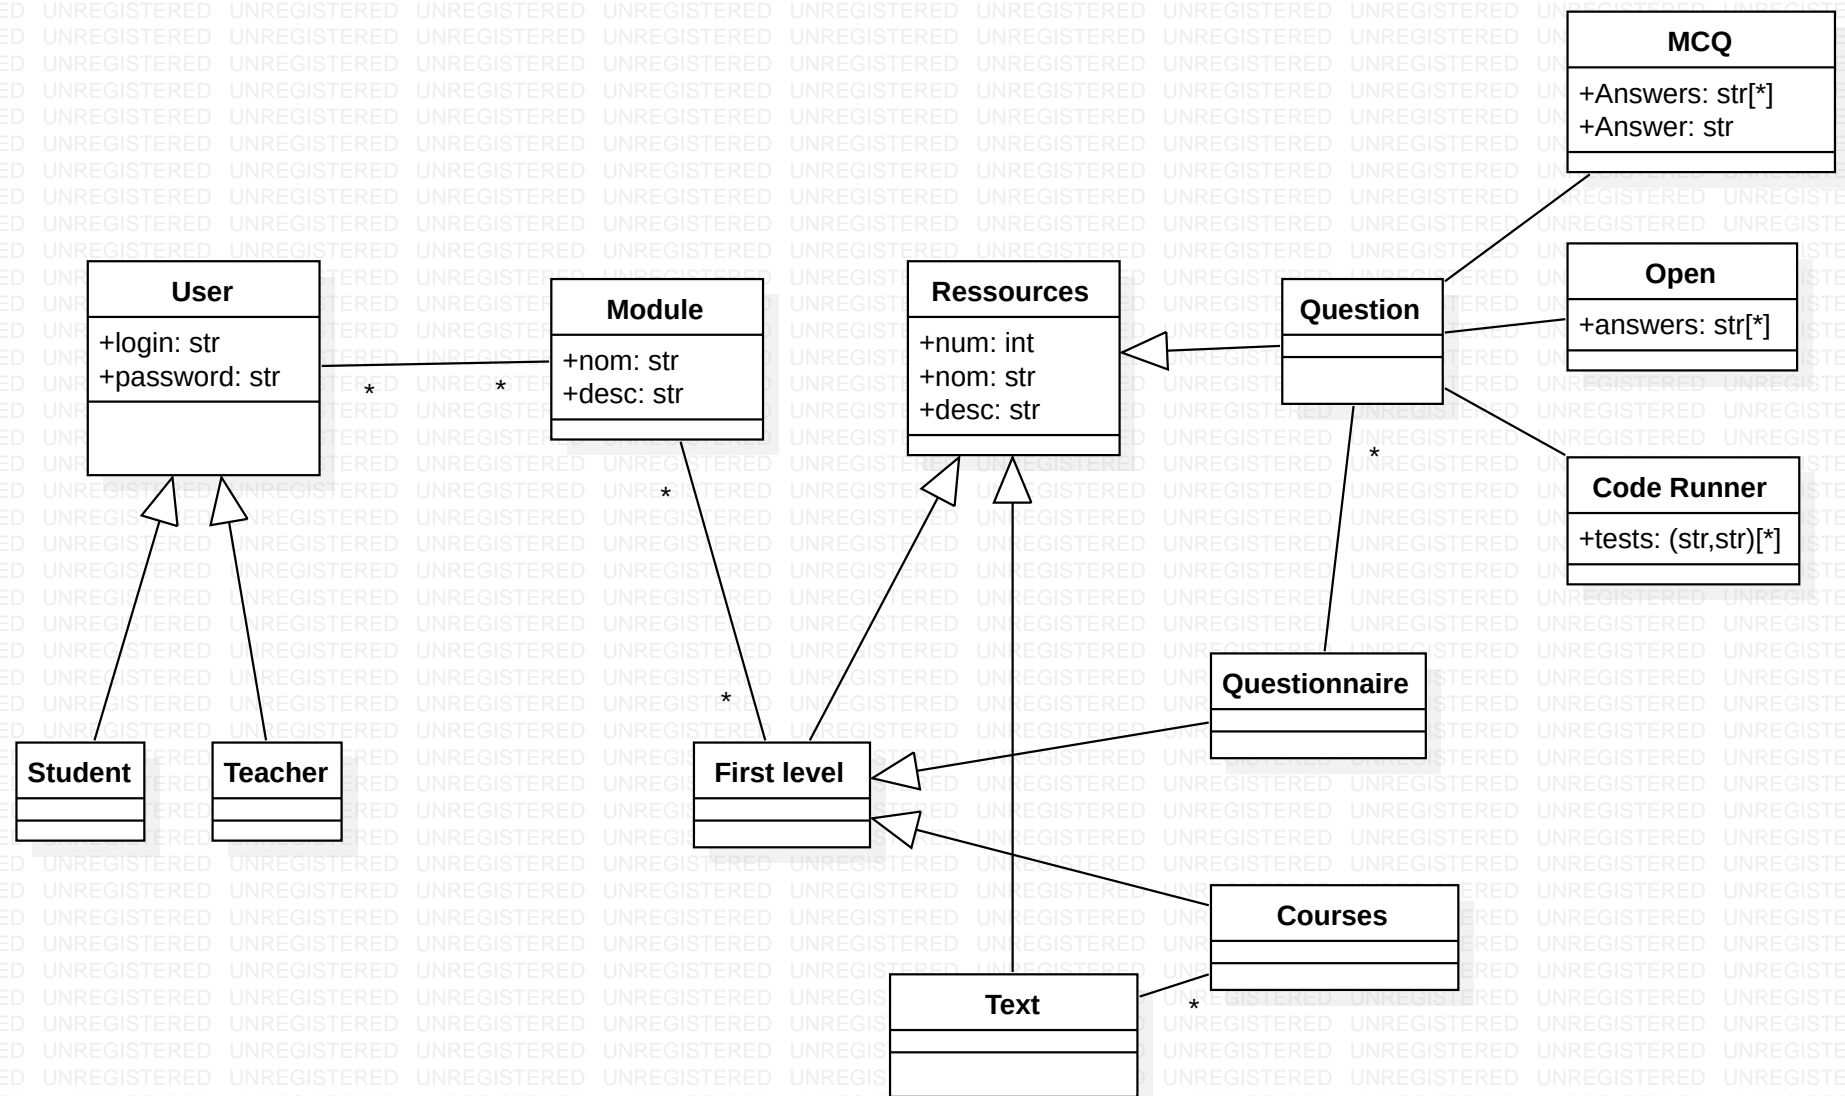 MCQ
+Answers: str[*]
+Answer: str
User
+login: str
+password: str
Module
+nom: str
+desc: str
Ressources
+num: int
+nom: str
+desc: str
Question
Open
+answers: str[*]
*
*
*
*
Code Runner
+tests: (str,str)[*]
*
Questionnaire
Student
Teacher
First level
Courses
Text
*
UNREGISTERED